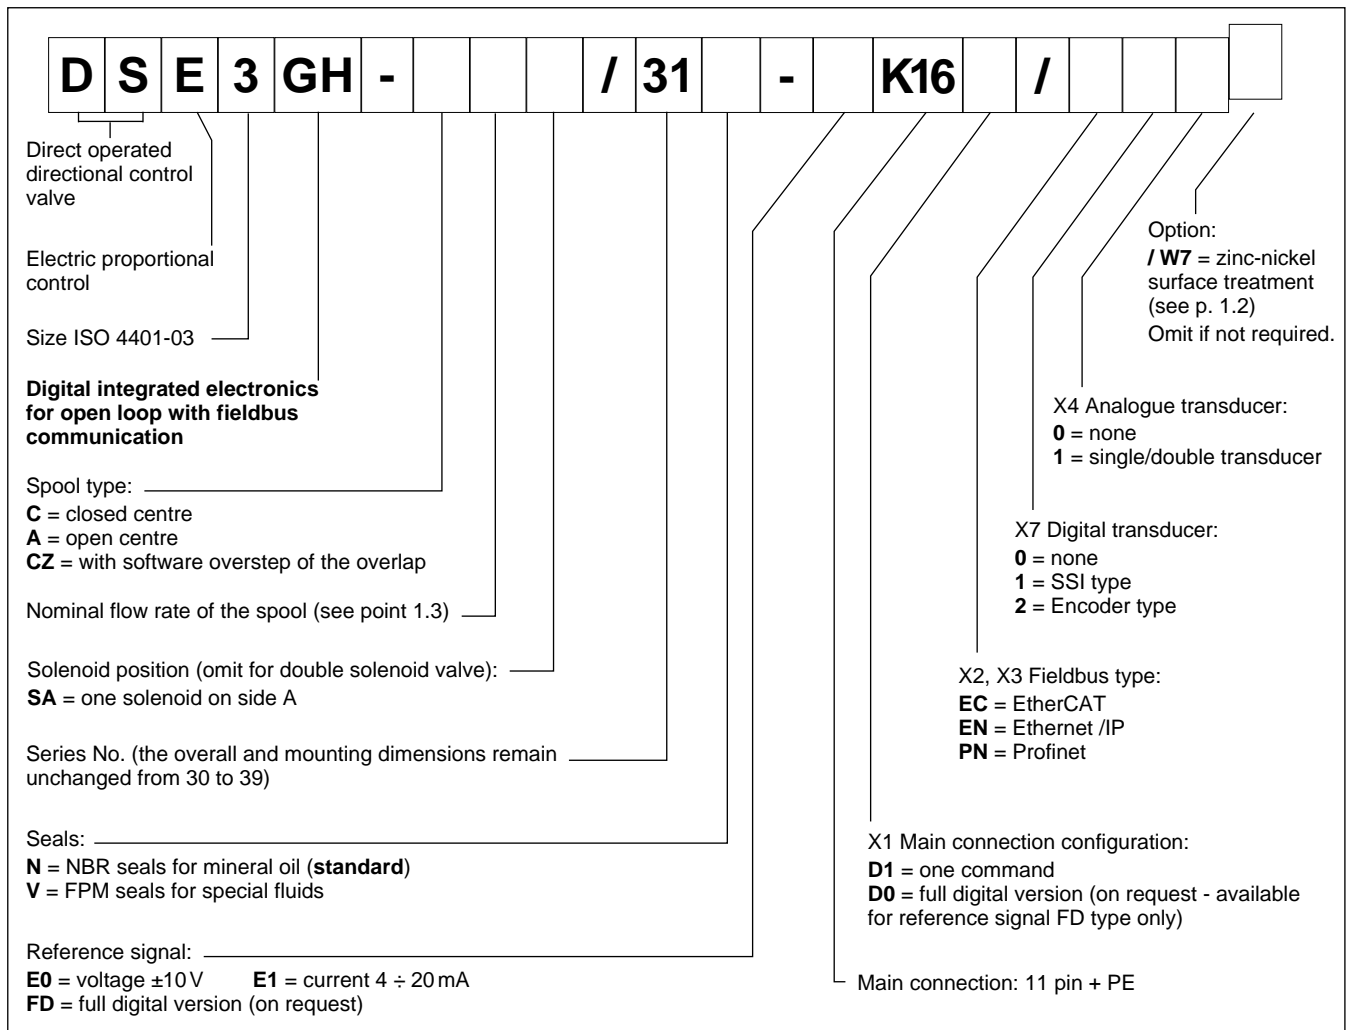 D S E 3 GH - / 31 - K16 /
Direct operated
directional control
valve
Electric proportional
control
Size ISO 4401-03
Digital integrated electronics
for open loop with fieldbus
communication
Spool type:
C = closed centre
A = open centre
CZ = with software overstep of the overlap
Nominal flow rate of the spool (see point 1.3)
Solenoid position (omit for double solenoid valve):
SA = one solenoid on side A
Series No. (the overall and mounting dimensions remain
unchanged from 30 to 39)
Seals:
N = NBR seals for mineral oil (standard)
V = FPM seals for special fluids
Reference signal:
E0 = voltage ±10 V E1 = current 4 ÷ 20 mA
FD = full digital version (on request)
Option:
/ W7 = zinc-nickel
surface treatment
(see p. 1.2)
Omit if not required.
X4 Analogue transducer:
0 = none
1 = single/double transducer
X7 Digital transducer:
0 = none
1 = SSI type
2 = Encoder type
X2, X3 Fieldbus type:
EC = EtherCAT
EN = Ethernet /IP
PN = Profinet
X1 Main connection configuration:
D1 = one command
D0 = full digital version (on request - available
for reference signal FD type only)
Main connection: 11 pin + PE